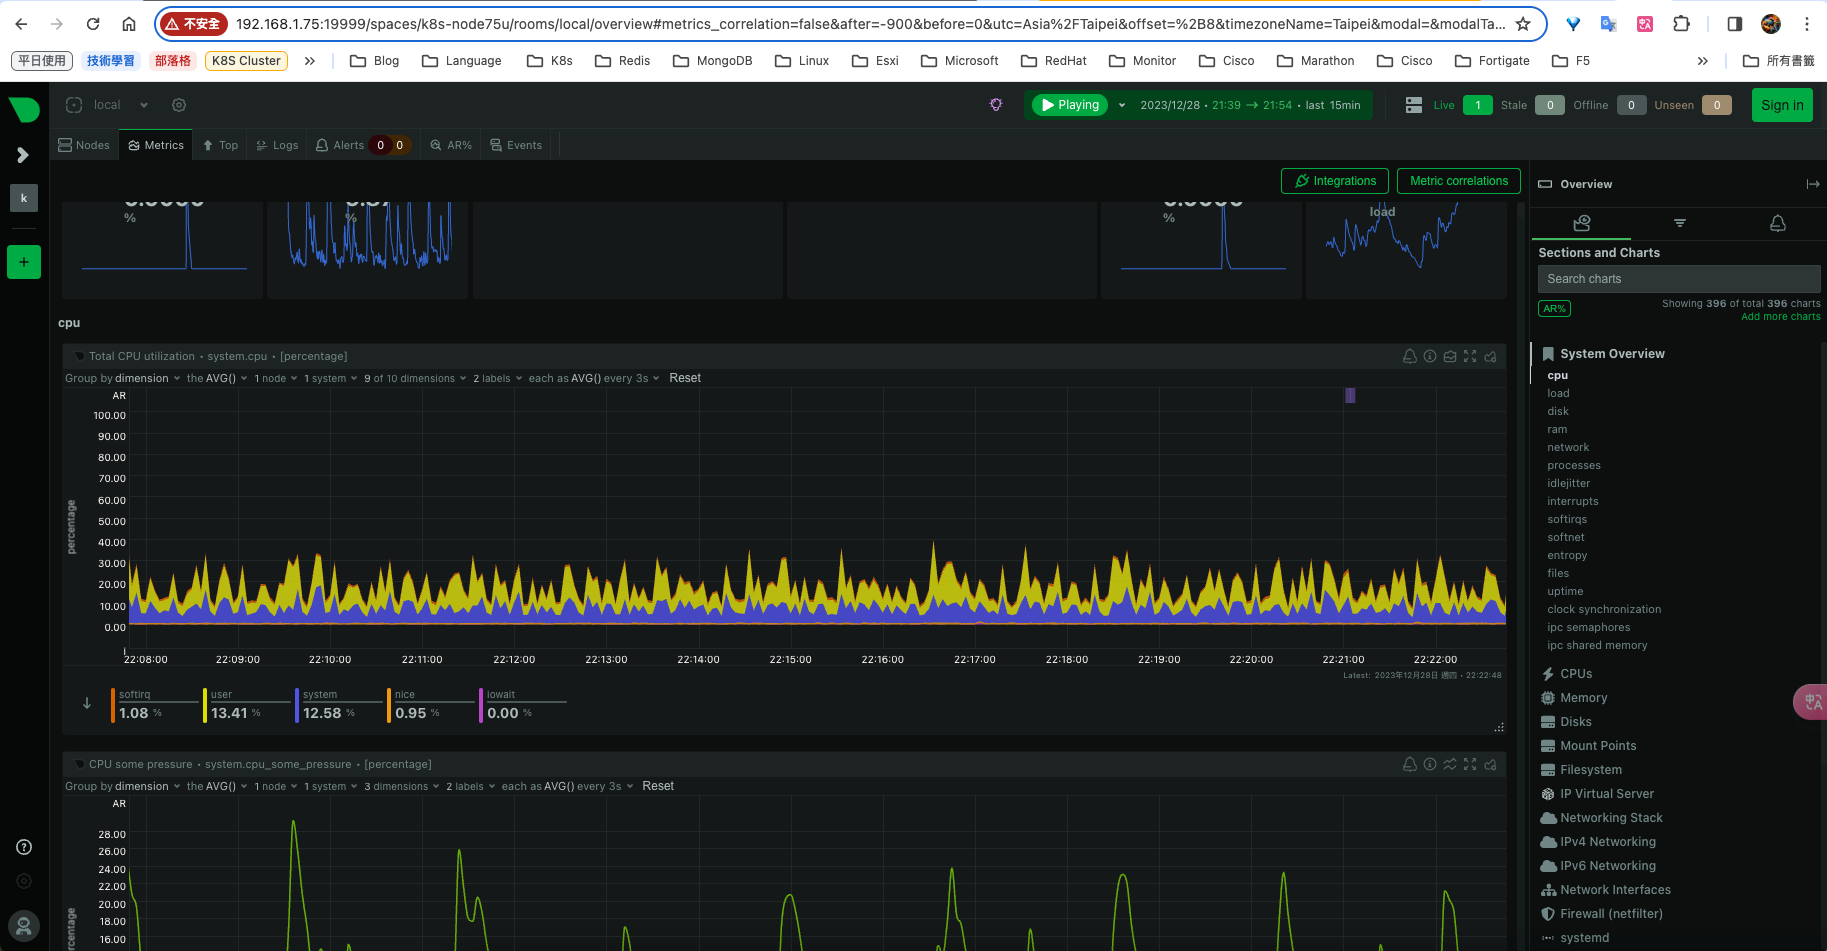 不安全 192.168.1.75:19999/spaces/k8s-node75u/rooms/local/overview#metrics_correlation=false&after=-900&before=0&utc=Asia%2FTaipei&offset=%2B8&timezoneName=Taipei&modal=&modalTa...
平日使用 技術學習 部落格 K8S Cluster » Blog Language K8s Redis MongoDB Linux Esxi Microsoft RedHat Monitor Cisco Marathon Cisco Fortigate F5 » 所有書籤
local Playing 2023/12/28 • 21:39 → 21:54 • last 15min Live 1 Stale 0 Offline 0 Unseen 0 Sign in
Nodes Metrics Top Logs Alerts 0 0 AR% Events
k
+
Integrations Metric correlations
%
%
%
load
cpu
Total CPU utilization • system.cpu • [percentage]
Group by dimension the AVG() 1 node 1 system 9 of 10 dimensions 2 labels each as AVG() every 3s Reset
AR
100.00
90.00
80.00
70.00
60.00
50.00
40.00
30.00
20.00
10.00
0.00
percentage
22:08:00 22:09:00 22:10:00 22:11:00 22:12:00 22:13:00 22:14:00 22:15:00 22:16:00 22:17:00 22:18:00 22:19:00 22:20:00 22:21:00 22:22:00
Latest: 2023年12月28日 週四 • 22:22:48
softirq user system nice iowait
1.08 % 13.41 % 12.58 % 0.95 % 0.00 %
CPU some pressure • system.cpu_some_pressure • [percentage]
Group by dimension the AVG() 1 node 1 system 3 dimensions 2 labels each as AVG() every 3s Reset
AR
28.00
26.00
24.00
22.00
20.00
18.00
16.00
Overview
Sections and Charts
Search charts
AR% Showing 396 of total 396 charts
Add more charts
System Overview
cpu
load
disk
ram
network
processes
idlejitter
interrupts
softirqs
softnet
entropy
files
uptime
clock synchronization
ipc semaphores
ipc shared memory
CPUs
Memory
Disks
Mount Points
Filesystem
IP Virtual Server
Networking Stack
IPv4 Networking
IPv6 Networking
Network Interfaces
Firewall (netfilter)
systemd